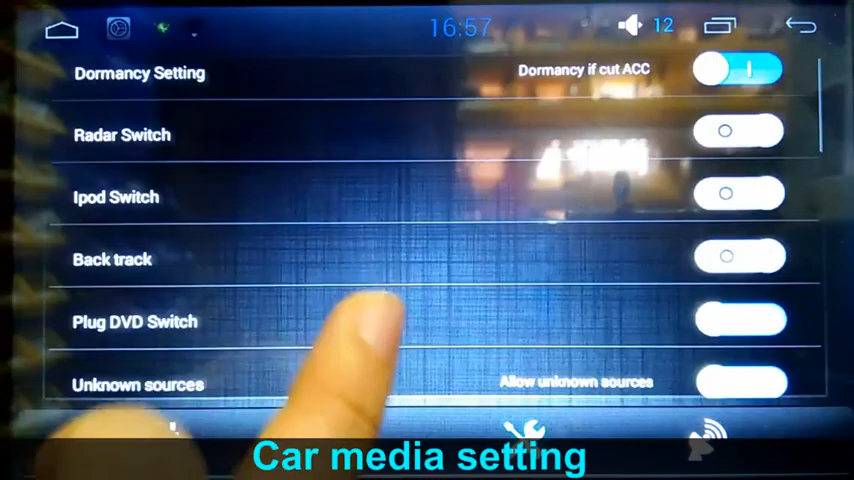 16:57 12
Dormancy Setting Dormancy if cut ACC
Radar Switch
Ipod Switch
Back track
Plug DVD Switch
Unknown sources Allow unknown sources
Car media setting